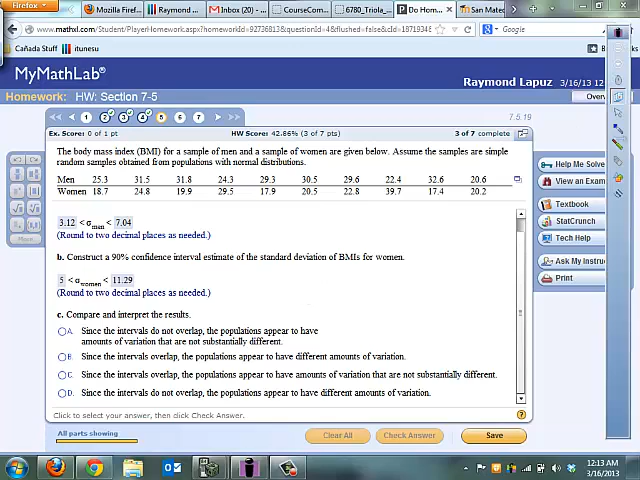 Firefox
Mozilla Firef...
Raymond
Inbox (20) -
CourseCom...
6780_Triola_
Do Hom...
San Mateo
www.mathxl.com/Student/PlayerHomework.aspx?homeworkId=92736813&questionId=4&flushed=false&cId=1871934
Google
Cañada Stuff
itunesu
MyMathLab®
Raymond Lapuz
3/16/13 12
Homework: HW: Section 7-5
Overv
1 2 3 4 5 6 7
7.5.19
Ex. Score: 0 of 1 pt
HW Score: 42.86% (3 of 7 pts)
3 of 7 complete
The body mass index (BMI) for a sample of men and a sample of women are given below. Assume the samples are simple
random samples obtained from populations with normal distributions.
Men 25.3 31.5 31.8 24.3 29.3 30.5 29.6 22.4 32.6 20.6
Women 18.7 24.8 19.9 29.5 17.9 20.5 22.8 39.7 17.4 20.2
3.12 < σmen < 7.04
(Round to two decimal places as needed.)
b. Construct a 90% confidence interval estimate of the standard deviation of BMIs for women.
5 < σwomen < 11.29
(Round to two decimal places as needed.)
c. Compare and interpret the results.
A. Since the intervals do not overlap, the populations appear to have
amounts of variation that are not substantially different.
B. Since the intervals overlap, the populations appear to have different amounts of variation.
C. Since the intervals overlap, the populations appear to have amounts of variation that are not substantially different.
D. Since the intervals do not overlap, the populations appear to have different amounts of variation.
Click to select your answer, then click Check Answer.
All parts showing
Clear All
Check Answer
Save
Help Me Solve
View an Exam
Textbook
StatCrunch
Tech Help
Ask My Instruc
Print
12:13 AM
3/16/2013